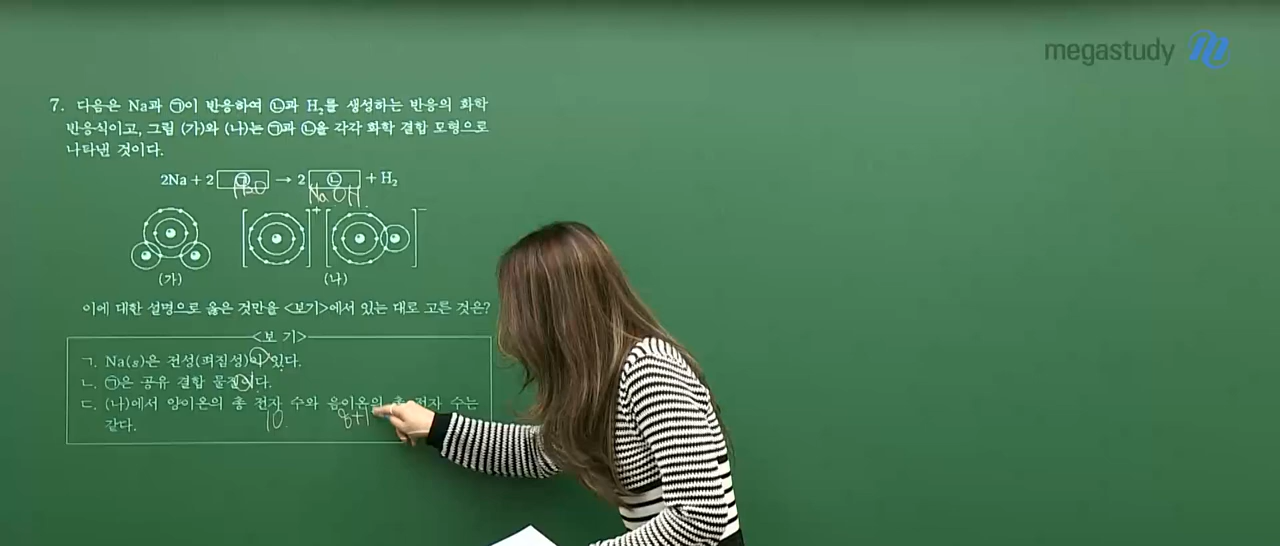 megastudy
7. 다음은 Na과 ㉠이 반응하여 ㉡과 H₂를 생성하는 반응의 화학
반응식이고, 그림 (가)와 (나)는 ㉠과 ㉡을 각각 화학 결합 모형으로
나타낸 것이다.
2Na + 2 ㉠ → 2 ㉡ + H₂
H₂O NaOH
+ −
(가) (나)
이에 대한 설명으로 옳은 것만을 <보기>에서 있는 대로 고른 것은?
<보 기>
ㄱ. Na(s)은 전성(펴짐성)이 있다.
ㄴ. ㉠은 공유 결합 물질이다.
ㄷ. (나)에서 양이온의 총 전자 수와 음이온의 총 전자 수는
10. 8+1
같다.